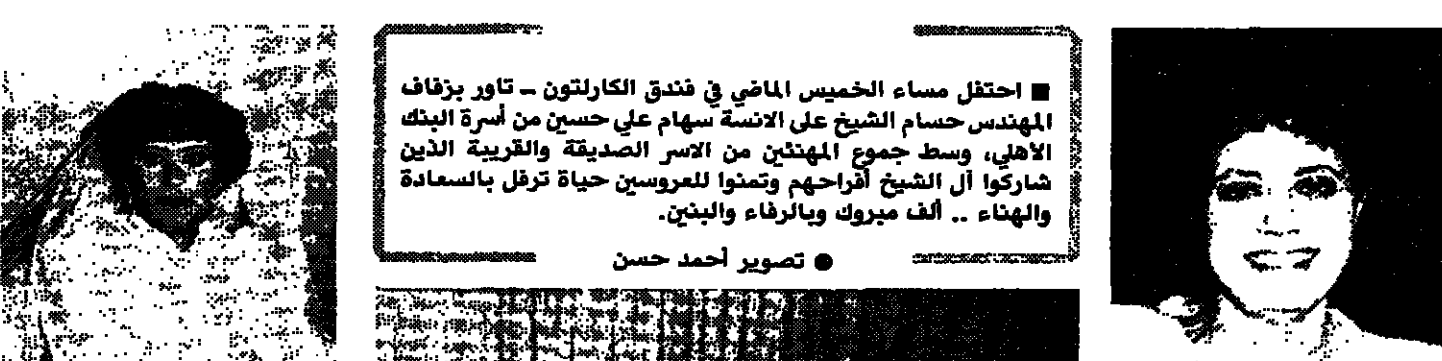 ■ احتفل مساء الخميس الماضي في فندق الكارلتون ـ تاور بزفاف
المهندس حسام الشيخ على الانسة سهام علي حسين من أسرة البنك
الأهلي، وسط جموع المهنئين من الاسر الصديقة والقريبة الذين
شاركوا آل الشيخ أفراحهم وتمنوا للعروسين حياة ترفل بالسعادة
والهناء .. ألف مبروك وبالرفاء والبنين.
● تصوير أحمد حسن